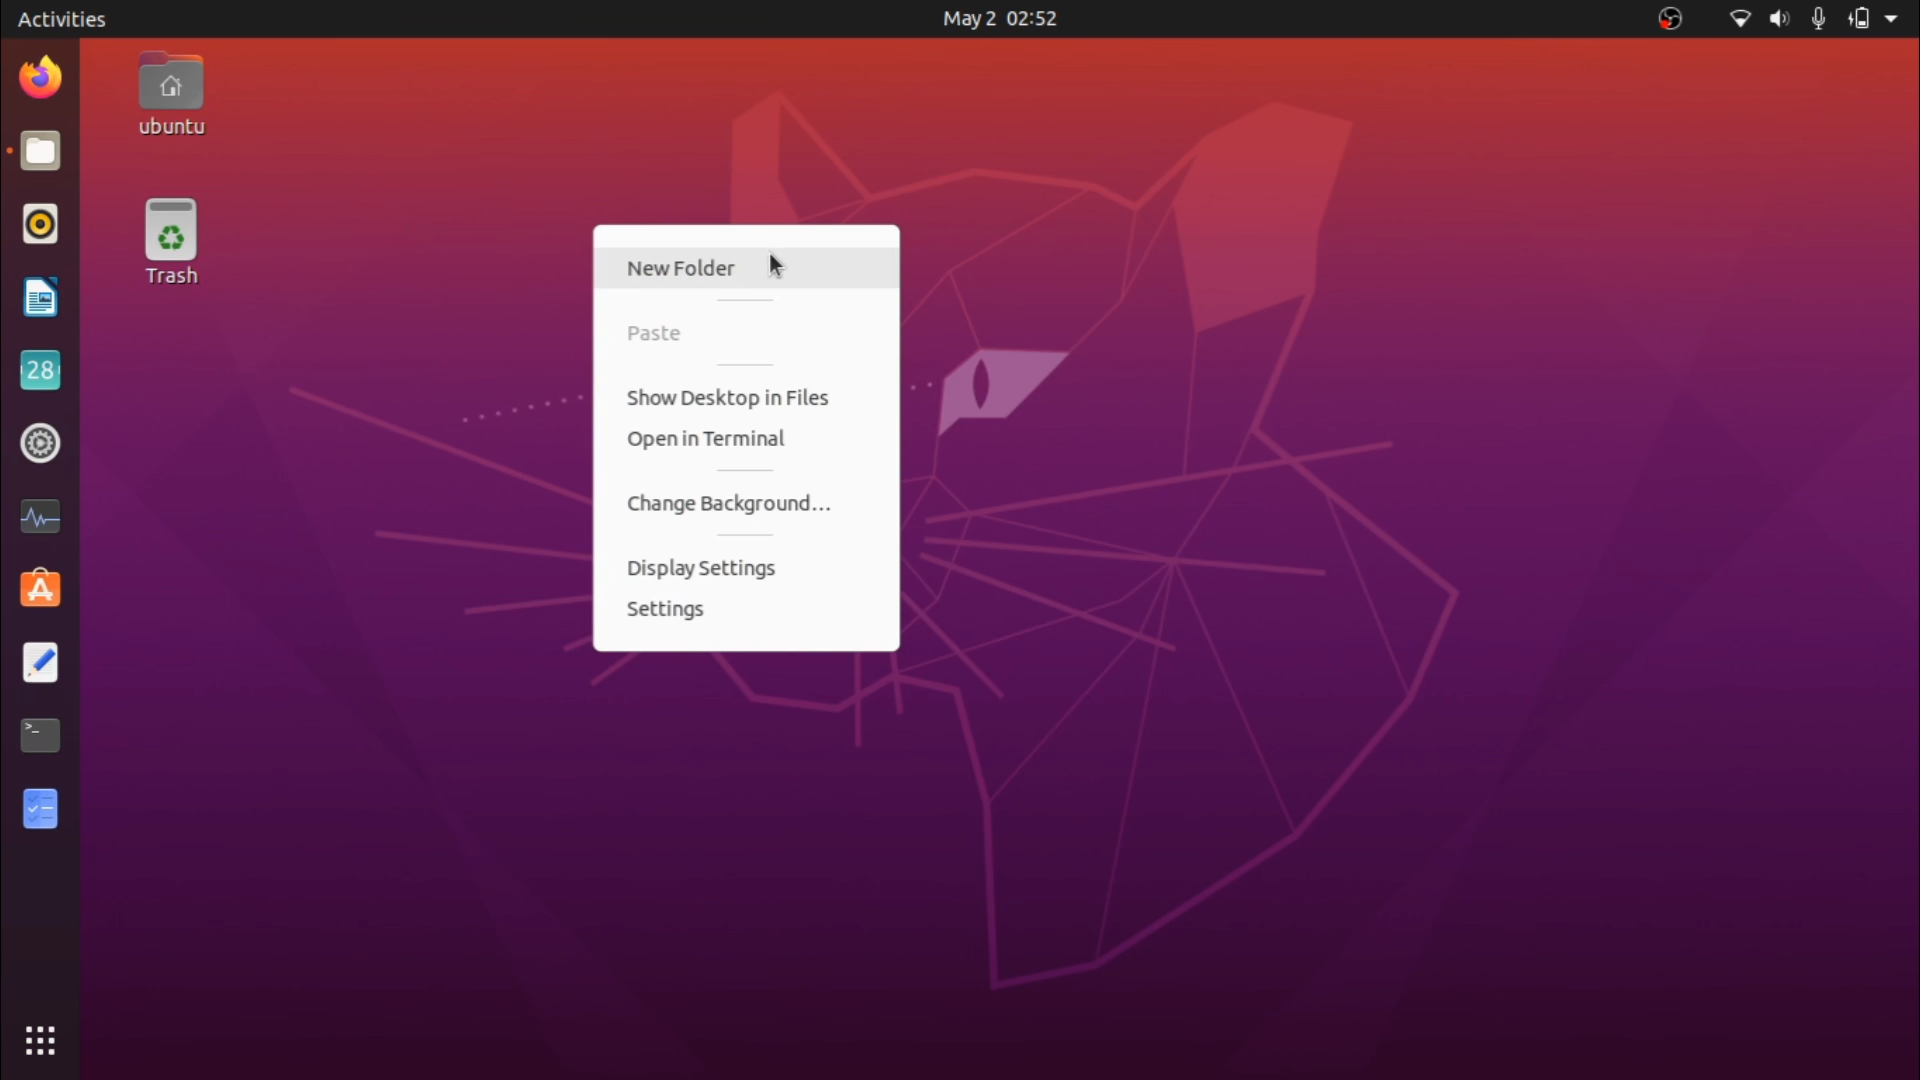 Activities
May 2 02:52
ubuntu
Trash
New Folder
Paste
Show Desktop in Files
Open in Terminal
Change Background…
Display Settings
Settings
28
>_